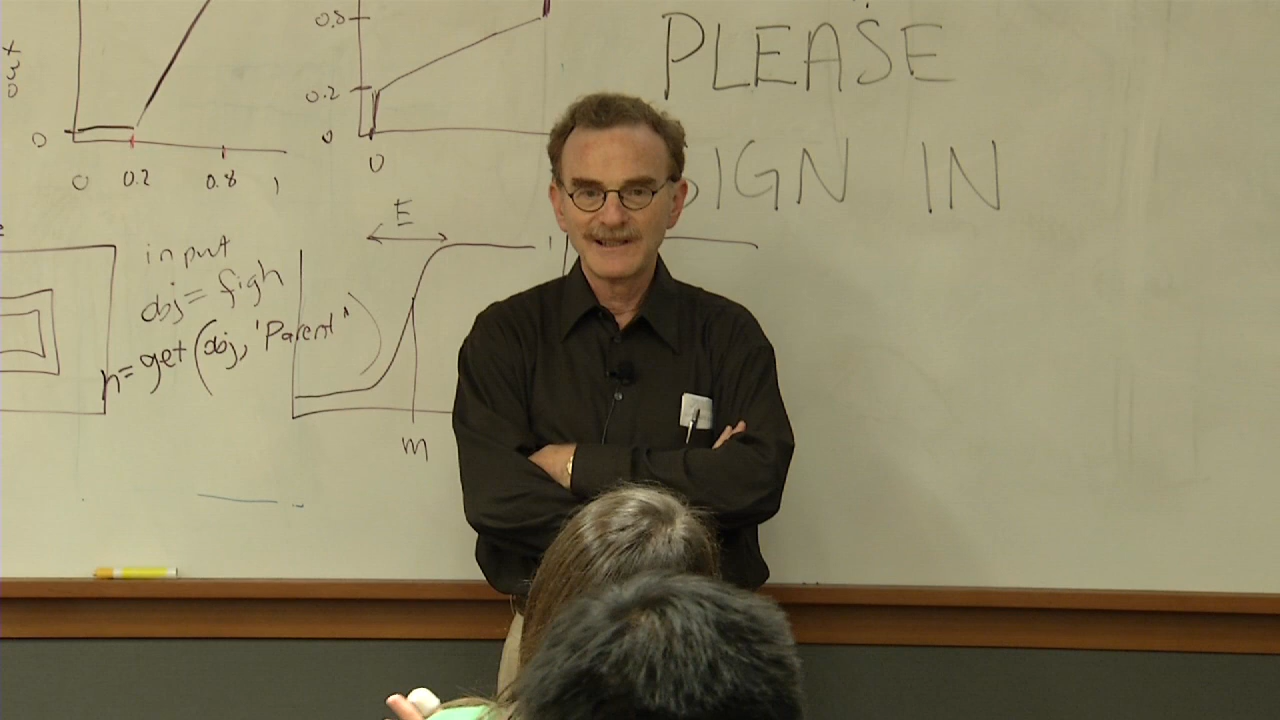 0.8
PLEASE
out
0.2
0
0
0
0.2
0.8
1
0
SIGN IN
E
input
obj= figh
h=get(obj, 'Parent')
1
m